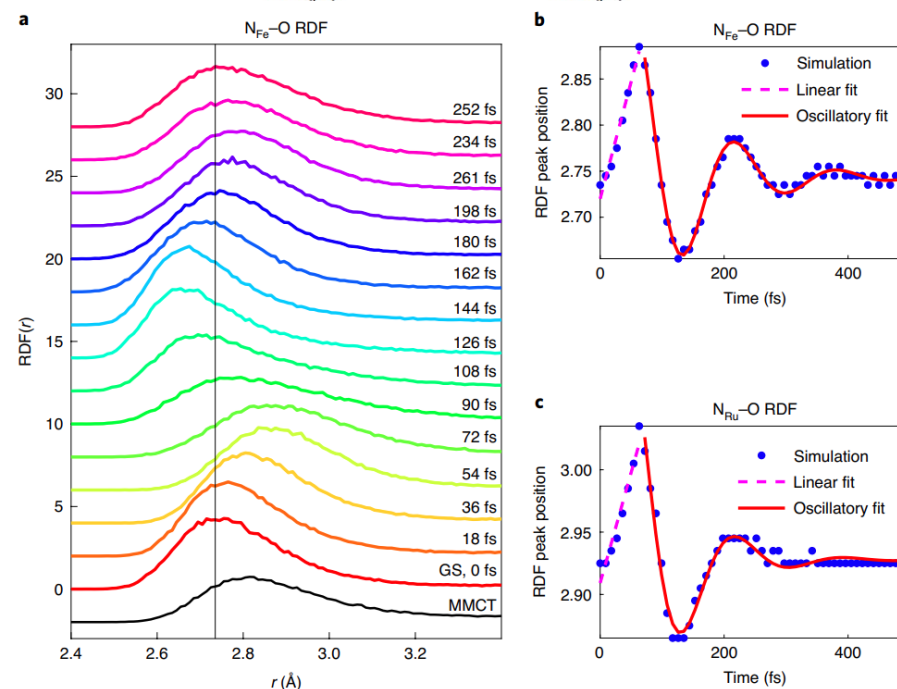 a
N_Fe–O RDF
30
25
20
15
10
5
0
RDF(r)
252 fs
234 fs
261 fs
198 fs
180 fs
162 fs
144 fs
126 fs
108 fs
90 fs
72 fs
54 fs
36 fs
18 fs
GS, 0 fs
MMCT
2.4 2.6 2.8 3.0 3.2
r (Å)
b
N_Fe–O RDF
Simulation
Linear fit
Oscillatory fit
2.85
2.80
2.75
2.70
RDF peak position
0 200 400
Time (fs)
c
N_Ru–O RDF
Simulation
Linear fit
Oscillatory fit
3.00
2.95
2.90
RDF peak position
0 200 400
Time (fs)